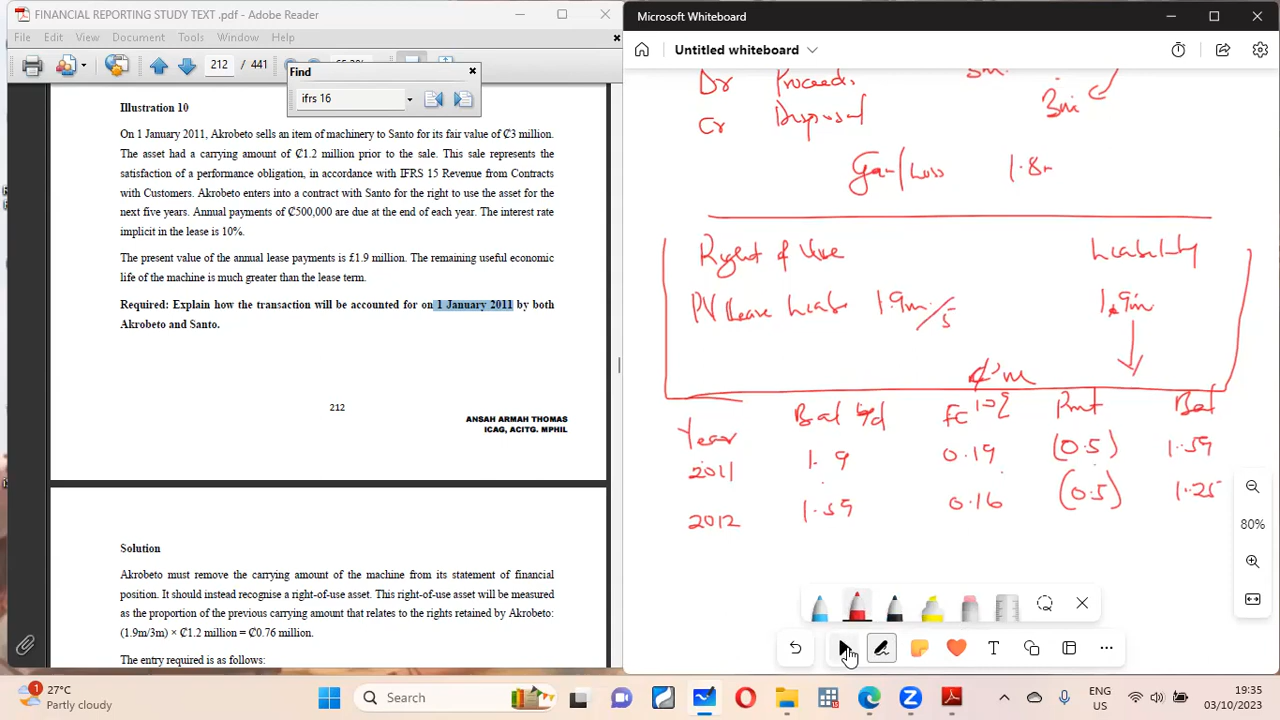 FINANCIAL REPORTING STUDY TEXT .pdf - Adobe Reader
File Edit View Document Tools Window Help
212 / 441
Find
ifrs 16
Illustration 10
On 1 January 2011, Akrobeto sells an item of machinery to Santo for its fair value of ₵3 million.
The asset had a carrying amount of ₵1.2 million prior to the sale. This sale represents the
satisfaction of a performance obligation, in accordance with IFRS 15 Revenue from Contracts
with Customers. Akrobeto enters into a contract with Santo for the right to use the asset for the
next five years. Annual payments of ₵500,000 are due at the end of each year. The interest rate
implicit in the lease is 10%.
The present value of the annual lease payments is ₵1.9 million. The remaining useful economic
life of the machine is much greater than the lease term.
Required: Explain how the transaction will be accounted for on 1 January 2011 by both
Akrobeto and Santo.
212
ANSAH ARMAH THOMAS
ICAG, ACITG. MPHIL
Solution
Akrobeto must remove the carrying amount of the machine from its statement of financial
position. It should instead recognise a right-of-use asset. This right-of-use asset will be measured
as the proportion of the previous carrying amount that relates to the rights retained by Akrobeto:
(1.9m/3m) × ₵1.2 million = ₵0.76 million.
The entry required is as follows:
Microsoft Whiteboard
Untitled whiteboard
Dr Proceeds
Cr Disposal 3m
Gain/Loss 1.8m
Right of Use Liability
PV Lease 1.9m/5 1.9m
₵'m
Year Bal b/d FC 10% Pmt Bal
2011 1.9 0.19 (0.5) 1.59
2012 1.59 0.16 (0.5) 1.25
80%
1
27°C
Partly cloudy
Search
ENG
US
19:35
03/10/2023